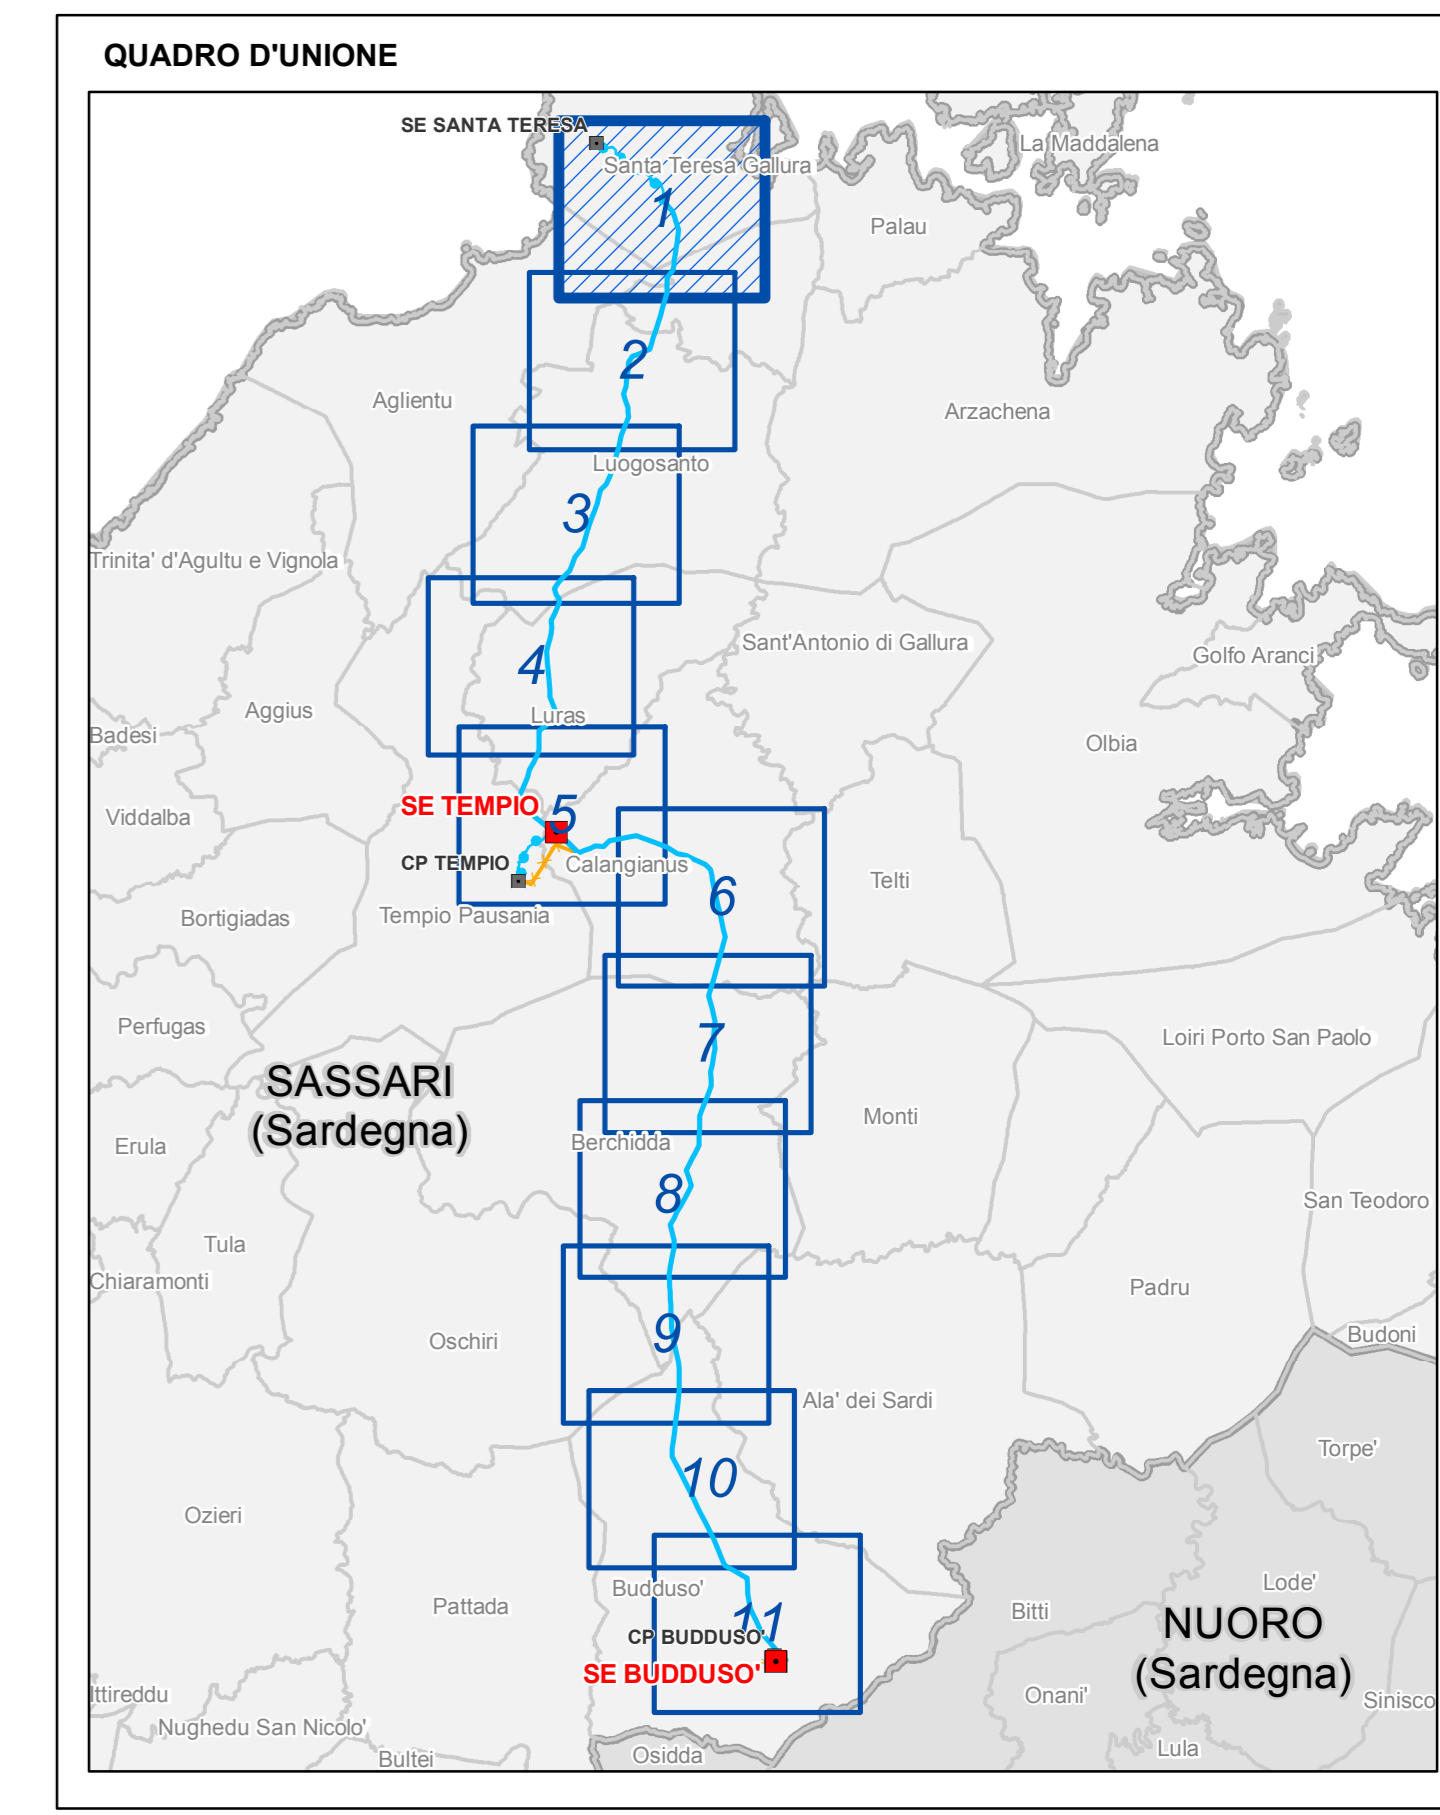 QUADRO D'UNIONE
SE SANTA TERESA
La Maddalena
Santa Teresa Gallura
1
Palau
2
Aglientu
Arzachena
Luogosanto
3
Trinita' d'Agultu e Vignola
Sant'Antonio di Gallura
Golfo Aranci
4
Aggius
Luras
Badesi
Olbia
SE TEMPIO
5
Viddalba
CP TEMPIO
Calangianus
Telti
6
Bortigiadas
Tempio Pausania
Perfugas
Loiri Porto San Paolo
7
SASSARI
(Sardegna)
Monti
Erula
Berchidda
8
San Teodoro
Tula
Chiaramonti
Padru
Oschiri
9
Budoni
Ala' dei Sardi
Torpe'
10
Ozieri
Lode'
Budduso'
Pattada
Bitti
11
NUORO
(Sardegna)
CP BUDDUSO'
SE BUDDUSO'
Ittireddu
Onani'
Sinisco
Nughedu San Nicolo'
Bultei
Osidda
Lula